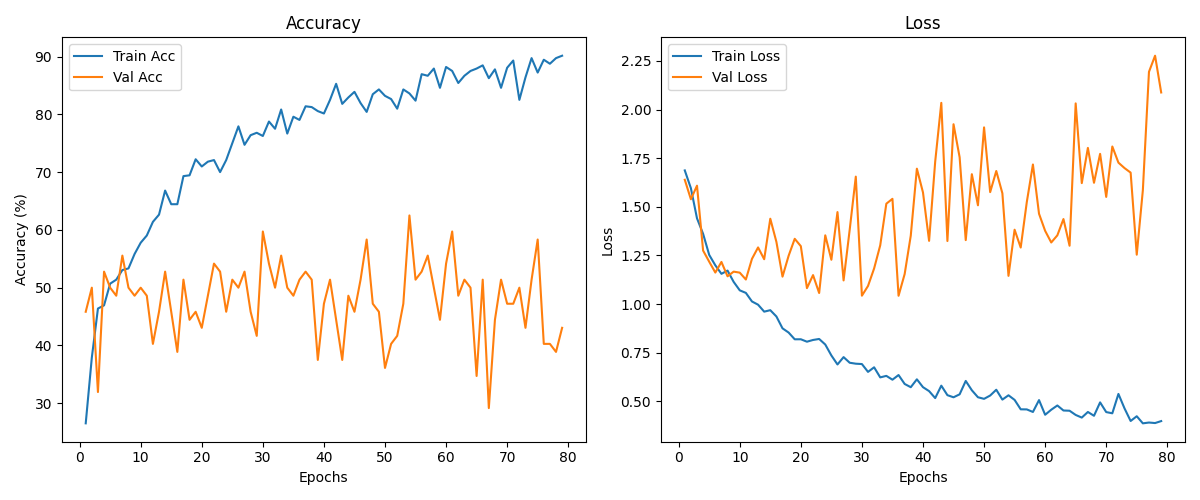 Accuracy
Train Acc
Val Acc
Accuracy (%)
90
80
70
60
50
40
30
0 10 20 30 40 50 60 70 80
Epochs
Loss
Train Loss
Val Loss
Loss
2.25
2.00
1.75
1.50
1.25
1.00
0.75
0.50
0 10 20 30 40 50 60 70 80
Epochs